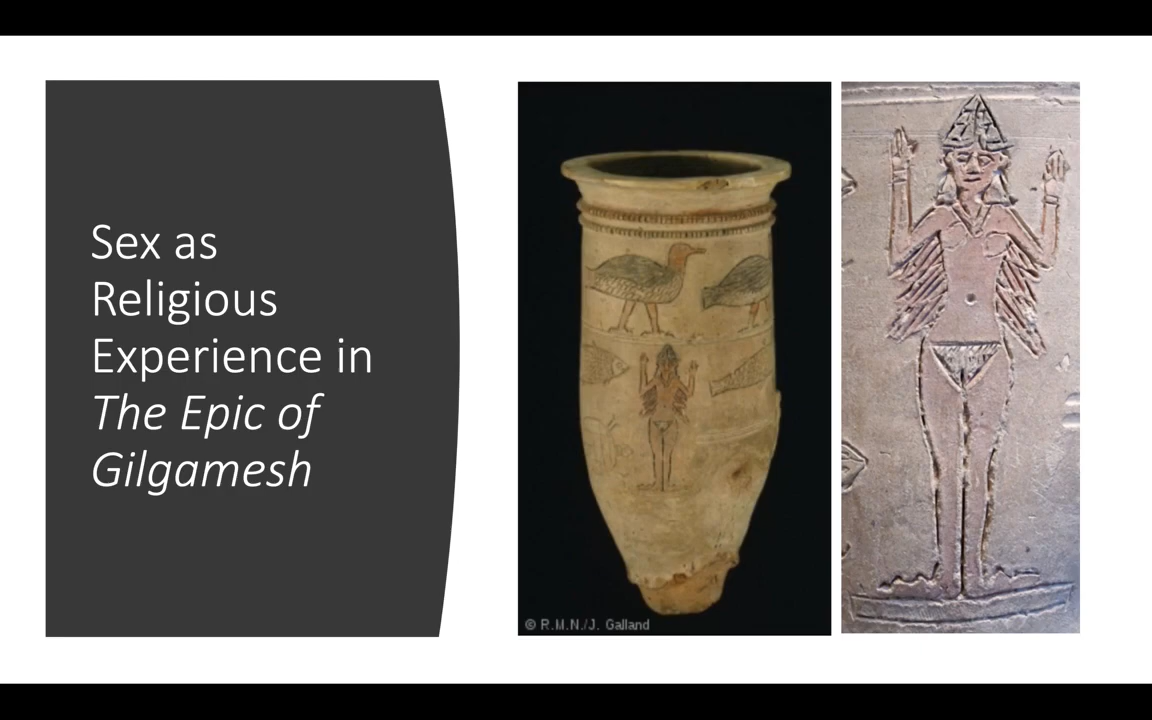 Sex as
Religious
Experience in
The Epic of
Gilgamesh
© R.M.N./J. Galland